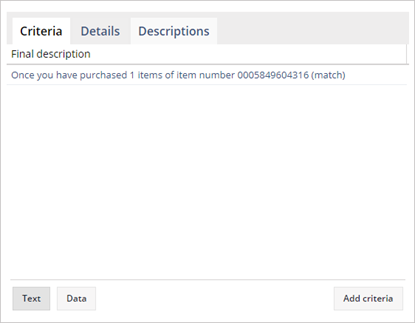 Criteria Details Descriptions
Final description
Once you have purchased 1 items of item number 0005849604316 (match)
Text Data Add criteria